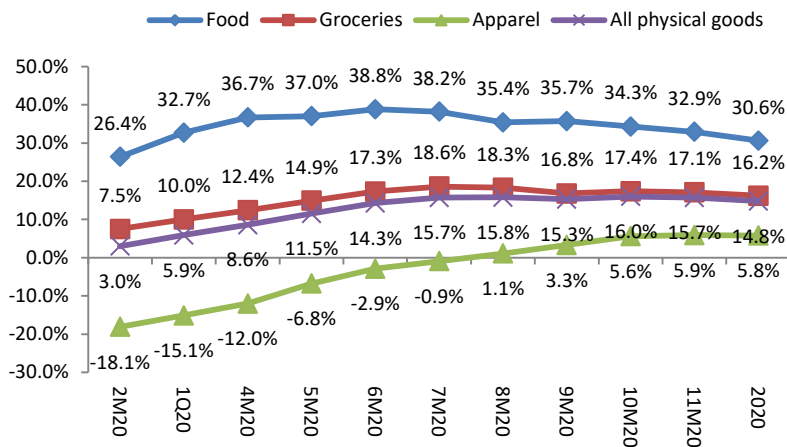 Food Groceries Apparel All physical goods
50.0%
40.0%
30.0%
20.0%
10.0%
0.0%
-10.0%
-20.0%
-30.0%
26.4% 32.7% 36.7% 37.0% 38.8% 38.2% 35.4% 35.7% 34.3% 32.9% 30.6%
7.5% 10.0% 12.4% 14.9% 17.3% 18.6% 18.3% 16.8% 17.4% 17.1% 16.2%
3.0% 5.9% 8.6% 11.5% 14.3% 15.7% 15.8% 15.3% 16.0% 15.7% 14.8%
-18.1% -15.1% -12.0% -6.8% -2.9% -0.9% 1.1% 3.3% 5.6% 5.9% 5.8%
2M20 1Q20 4M20 5M20 6M20 7M20 8M20 9M20 10M20 11M20 2020